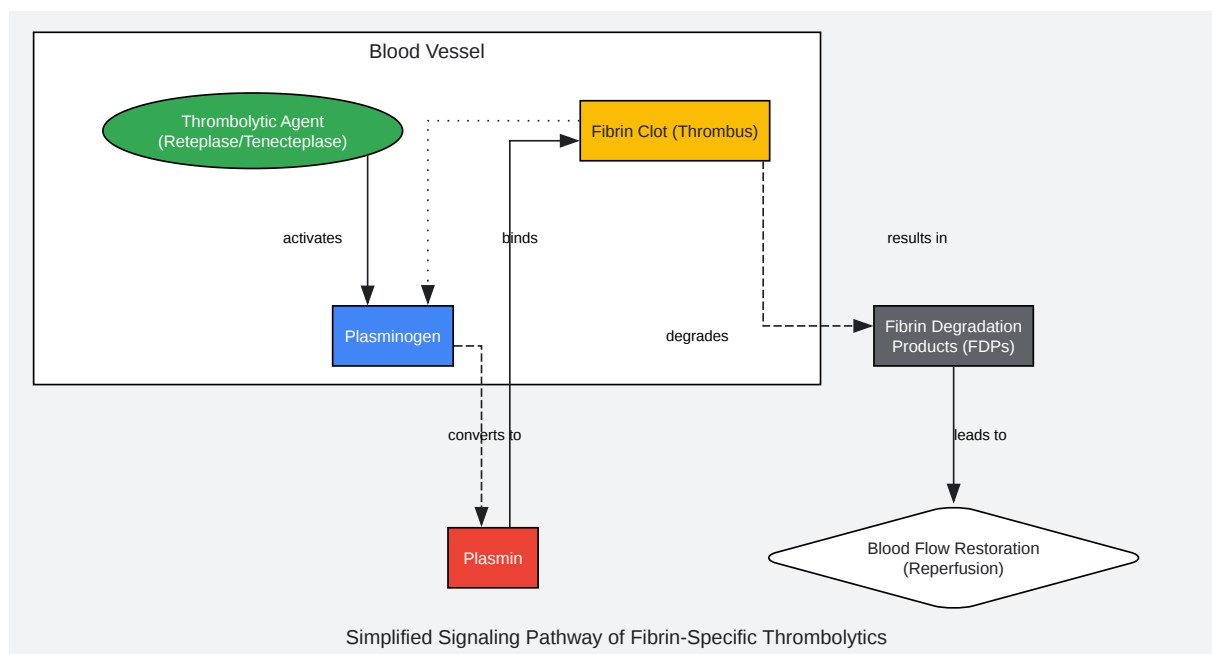 Blood Vessel
Thrombolytic Agent
(Reteplase/Tenecteplase)
Fibrin Clot (Thrombus)
activates
binds
results in
Plasminogen
degrades
Fibrin Degradation
Products (FDPs)
converts to
leads to
Plasmin
Blood Flow Restoration
(Reperfusion)
Simplified Signaling Pathway of Fibrin-Specific Thrombolytics